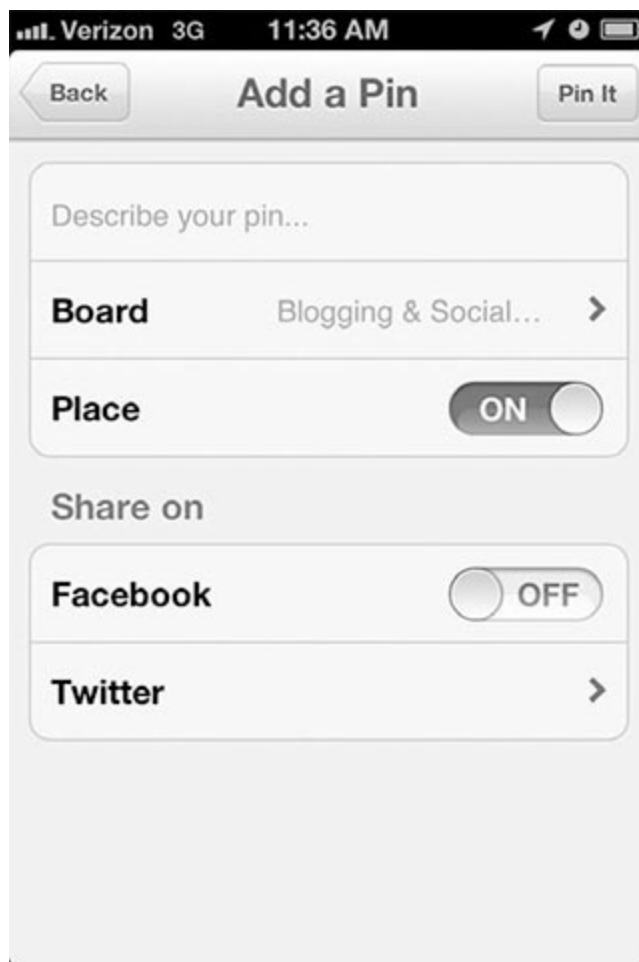 Verizon 3G 11:36 AM
Back Add a Pin Pin It
Describe your pin...
Board Blogging & Social...
Place ON
Share on
Facebook OFF
Twitter